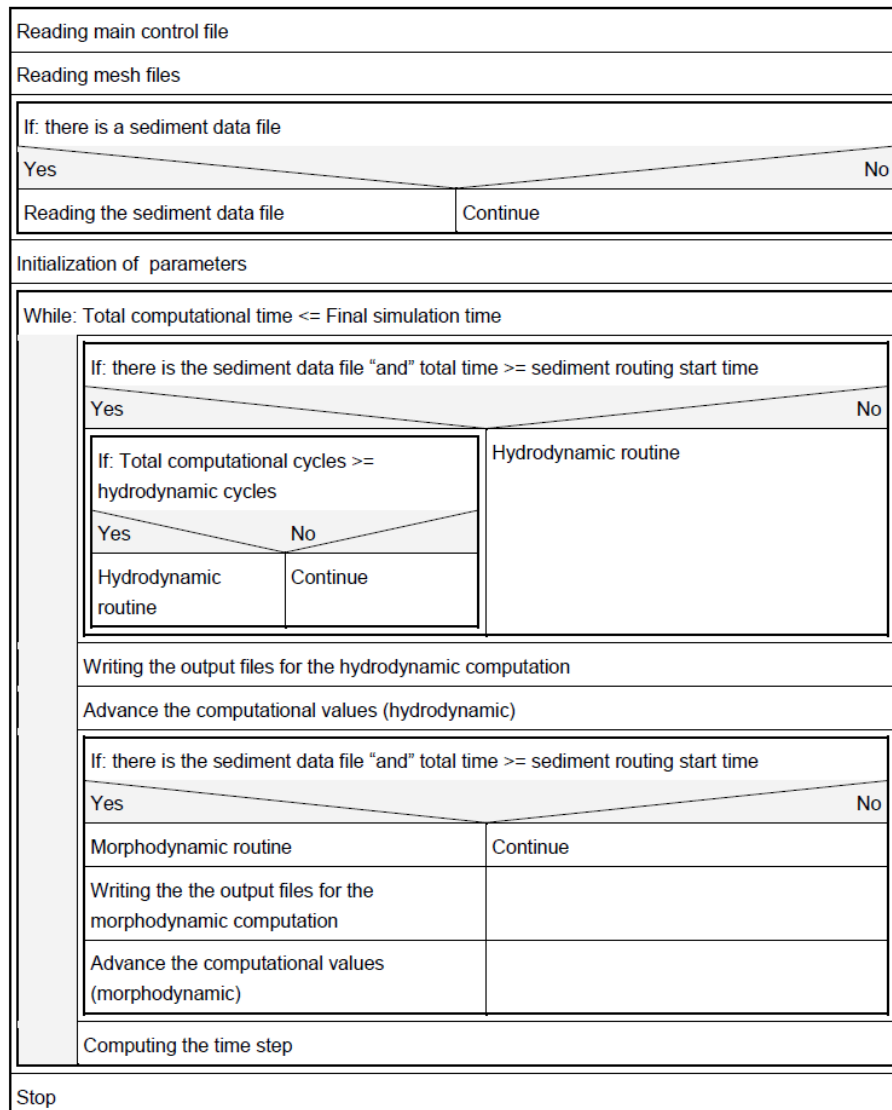 Reading main control file
Reading mesh files
If: there is a sediment data file
Yes No
Reading the sediment data file Continue
Initialization of parameters
While: Total computational time <= Final simulation time
If: there is the sediment data file “and” total time >= sediment routing start time
Yes No
If: Total computational cycles >=
hydrodynamic cycles
Yes No
Hydrodynamic
routine
Continue
Hydrodynamic routine
Writing the output files for the hydrodynamic computation
Advance the computational values (hydrodynamic)
If: there is the sediment data file “and” total time >= sediment routing start time
Yes No
Morphodynamic routine Continue
Writing the the output files for the
morphodynamic computation
Advance the computational values
(morphodynamic)
Computing the time step
Stop